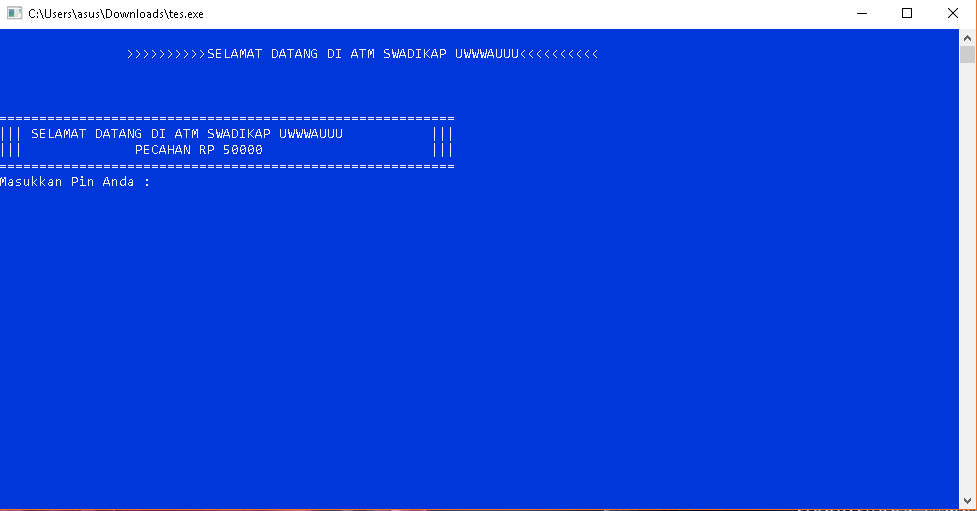 C:\Users\asus\Downloads\tes.exe
>>>>>>>>>>SELAMAT DATANG DI ATM SWADIKAP UWWWAUUU<<<<<<<<<<
=========================================================
||| SELAMAT DATANG DI ATM SWADIKAP UWWWAUUU |||
||| PECAHAN RP 50000 |||
=========================================================
Masukkan Pin Anda :